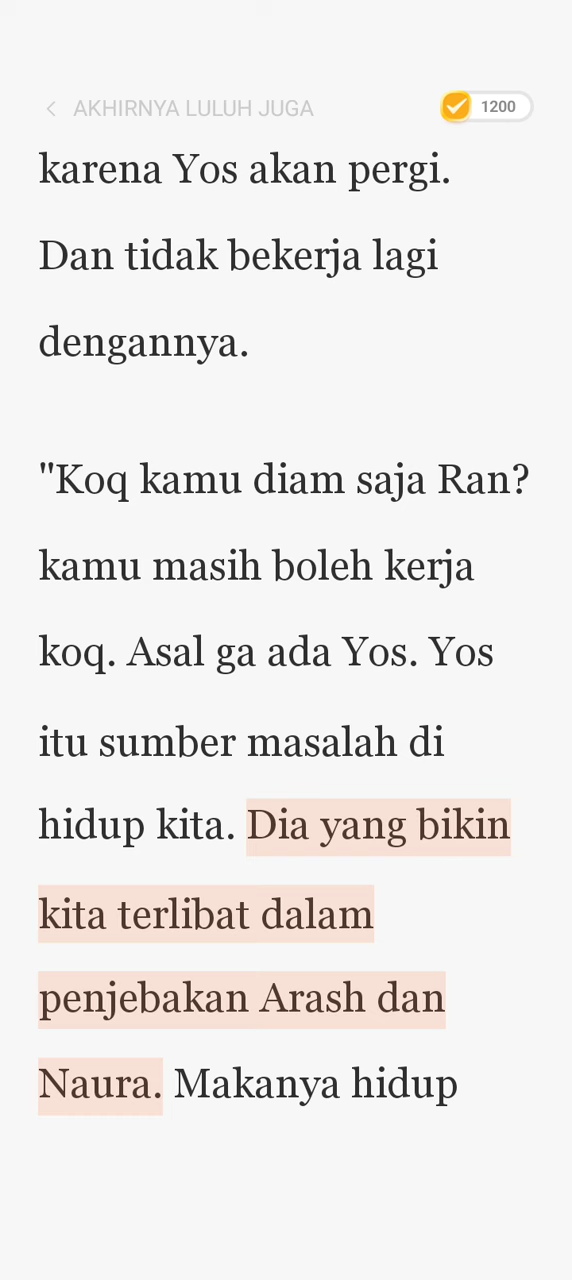 AKHIRNYA LULUH JUGA
1200
karena Yos akan pergi.
Dan tidak bekerja lagi
dengannya.
"Koq kamu diam saja Ran?
kamu masih boleh kerja
koq. Asal ga ada Yos. Yos
itu sumber masalah di
hidup kita. Dia yang bikin
kita terlibat dalam
penjebakan Arash dan
Naura. Makanya hidup